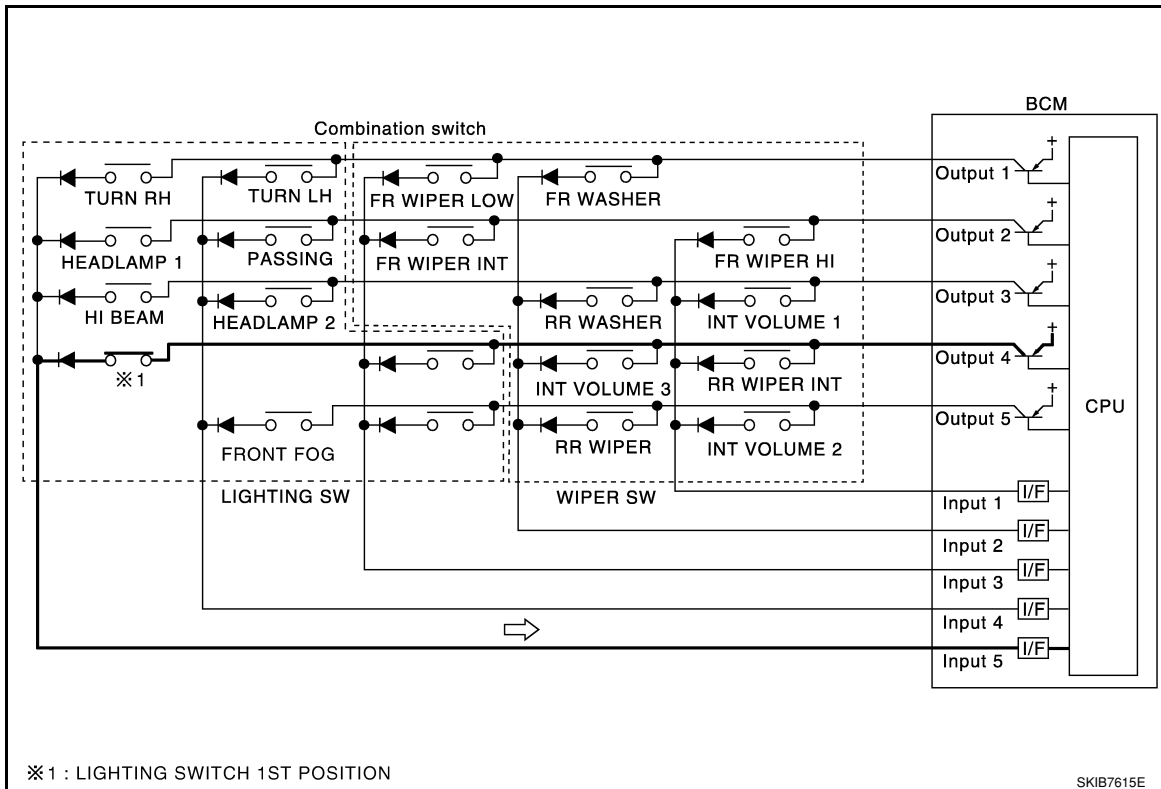 BCM
Combination switch
TURN RH
TURN LH
FR WIPER LOW
FR WASHER
Output 1
HEADLAMP 1
PASSING
FR WIPER INT
FR WIPER HI
Output 2
HI BEAM
HEADLAMP 2
RR WASHER
INT VOLUME 1
Output 3
※1
INT VOLUME 3
RR WIPER INT
Output 4
CPU
FRONT FOG
RR WIPER
INT VOLUME 2
Output 5
LIGHTING SW
WIPER SW
Input 1
I/F
Input 2
I/F
Input 3
I/F
Input 4
I/F
Input 5
I/F
※1 : LIGHTING SWITCH 1ST POSITION
SKIB7615E